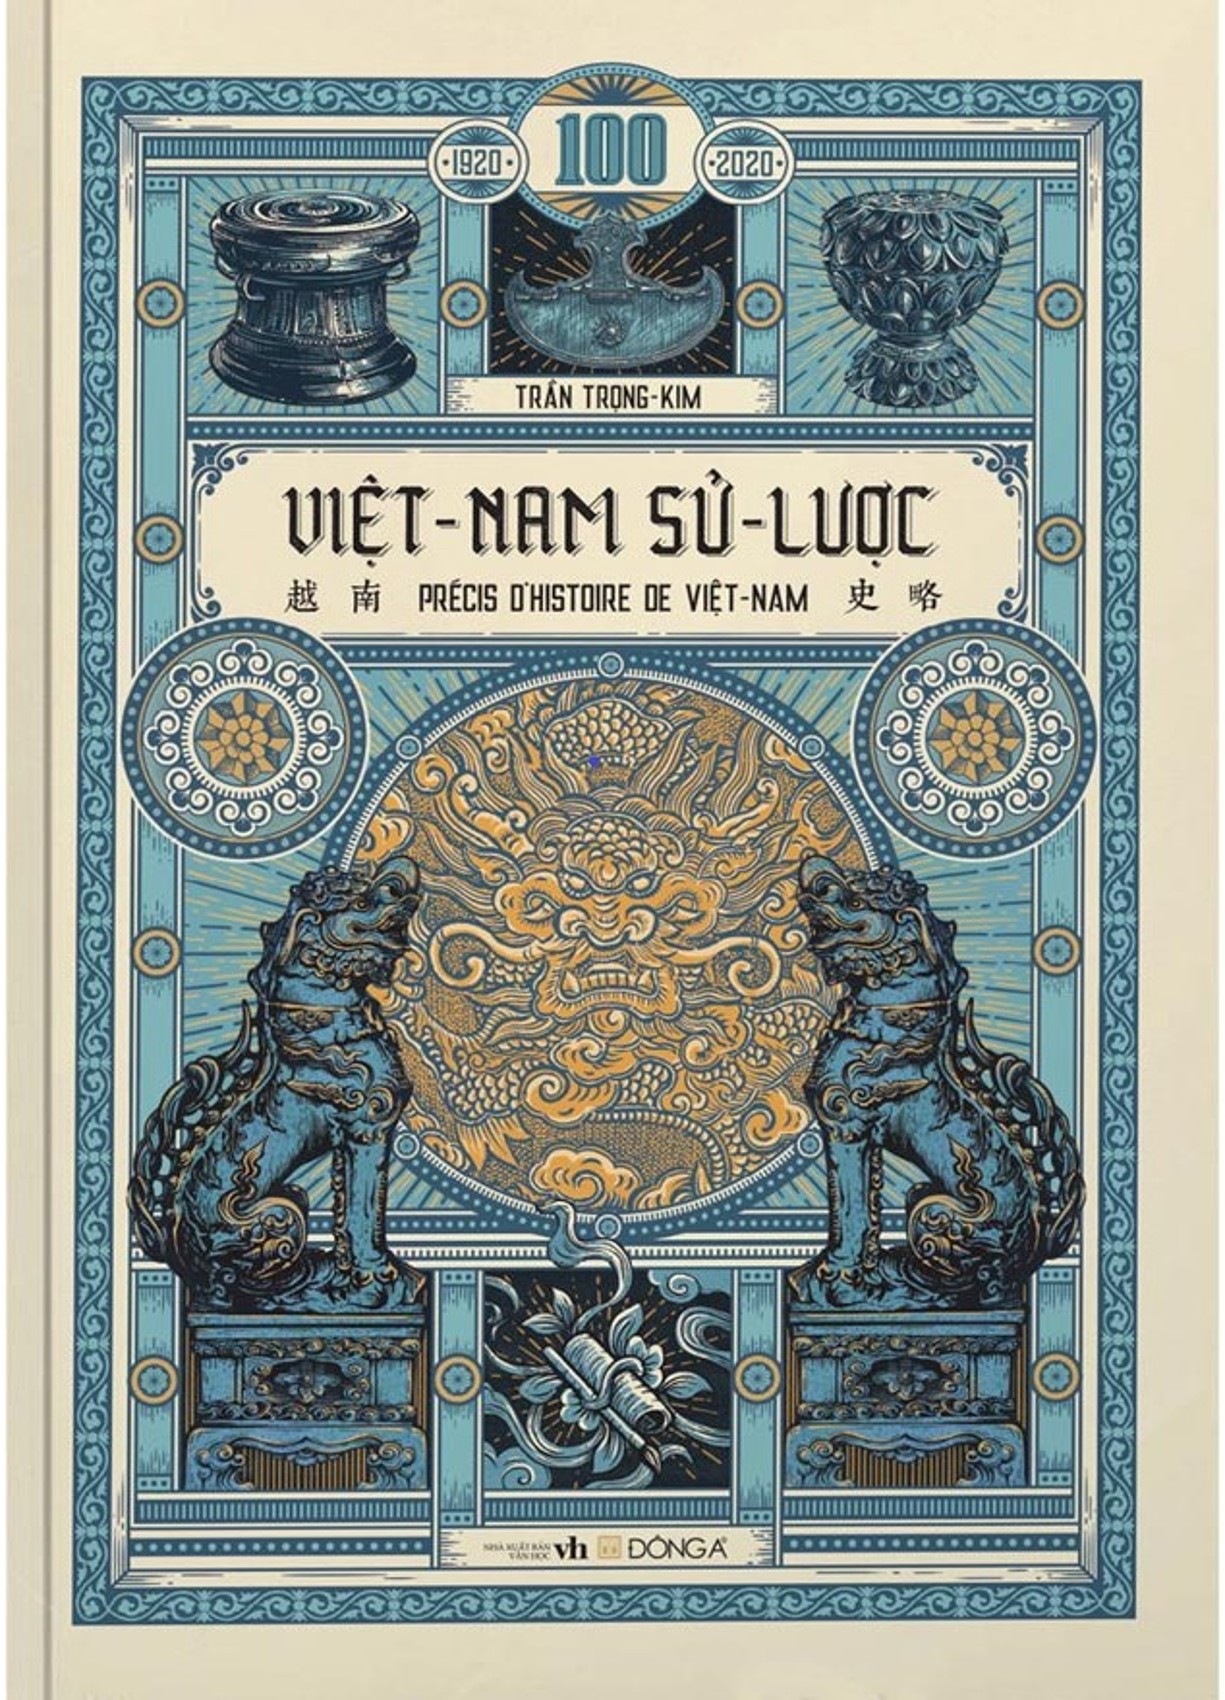 100
·1920· ·2020·
TRẦN TRỌNG-KIM
VIỆT-NAM SỬ-LƯỢC
越南 PRÉCIS D'HISTOIRE DE VIỆT-NAM 史略
NHÀ XUẤT BẢN
VĂN HỌC vh ĐÔNG A